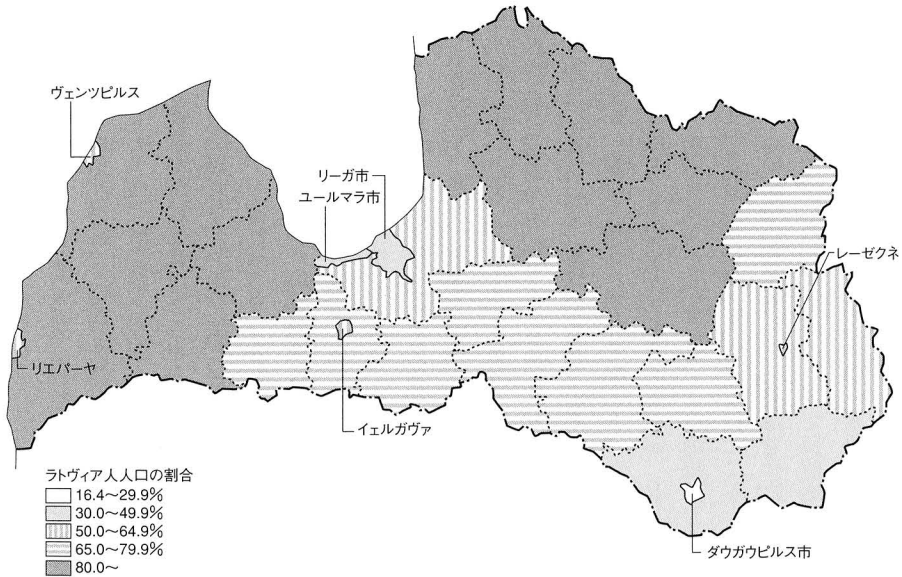 ヴェンツピルス
リーガ市
ユールマラ市
レーゼクネ
リエパーヤ
イェルガヴァ
ダウガウピルス市
ラトヴィア人人口の割合
16.4〜29.9%
30.0〜49.9%
50.0〜64.9%
65.0〜79.9%
80.0〜